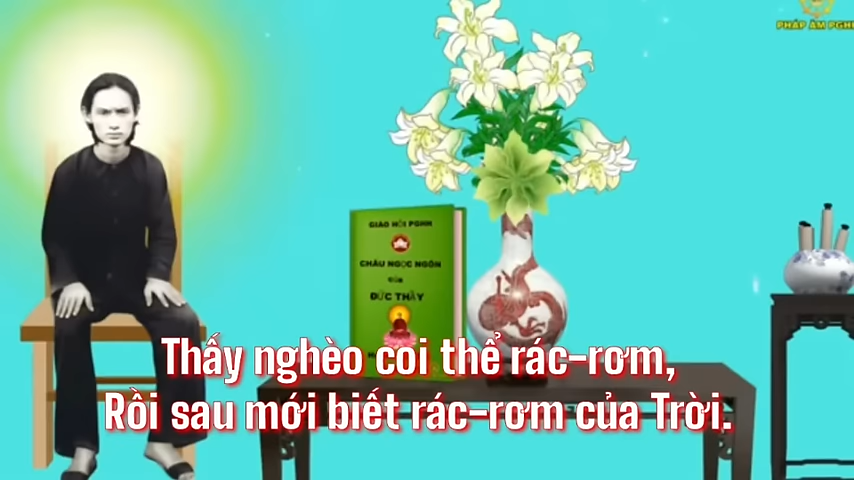 PHÁP ÂM PGHH
GIÁO HỘI PGHH
CHÂU NGỌC NGÔN
của
ĐỨC THẦY
Thấy nghèo coi thể rác-rơm,
Rồi sau mới biết rác-rơm của Trời.